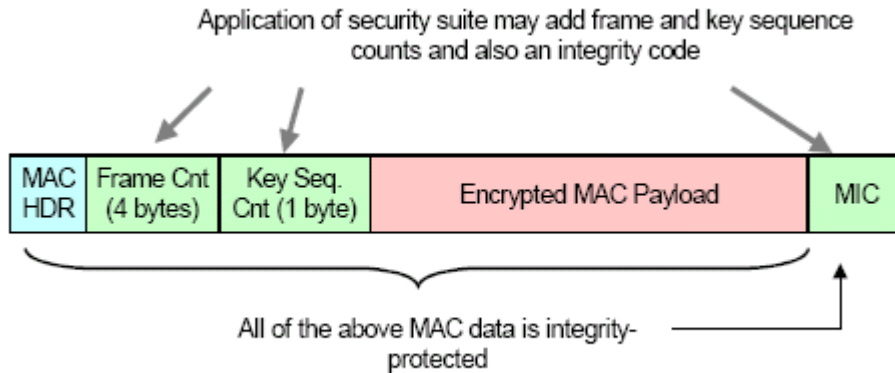 Application of security suite may add frame and key sequence
counts and also an integrity code
MAC
HDR
Frame Cnt
(4 bytes)
Key Seq.
Cnt (1 byte)
Encrypted MAC Payload
MIC
All of the above MAC data is integrity-
protected